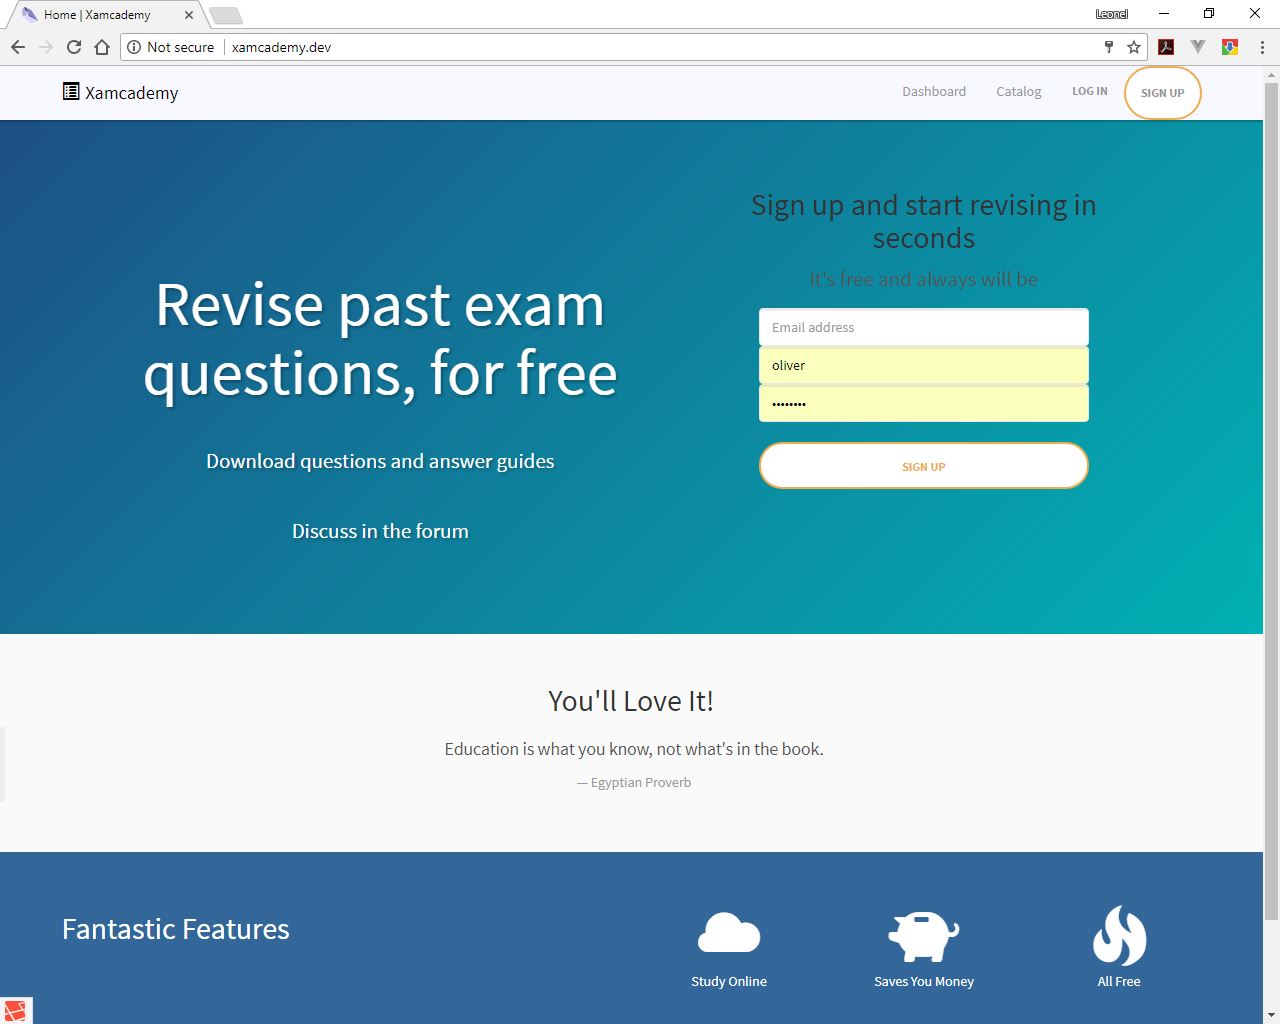 Home | Xamcademy
Leonel
Not secure
xamcademy.dev
Xamcademy
Dashboard
Catalog
LOG IN
SIGN UP
Revise past exam
questions, for free
Download questions and answer guides
Discuss in the forum
Sign up and start revising in
seconds
It's free and always will be
Email address
oliver
••••••••
SIGN UP
You'll Love It!
Education is what you know, not what's in the book.
— Egyptian Proverb
Fantastic Features
Study Online
Saves You Money
All Free